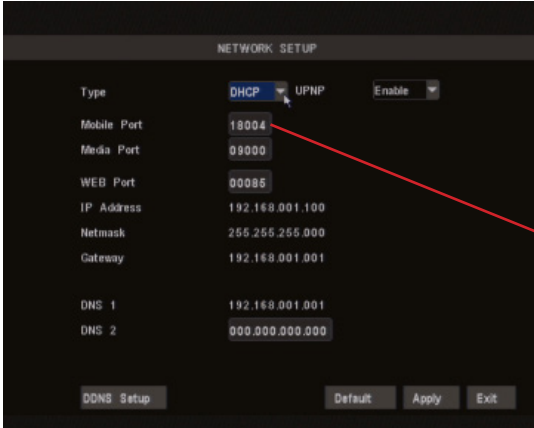 NETWORK SETUP
Type DHCP UPNP Enable
Mobile Port 18004
Media Port 09000
WEB Port 00085
IP Address 192.168.001.100
Netmask 255.255.255.000
Gateway 192.168.001.001
DNS 1 192.168.001.001
DNS 2 000.000.000.000
DDNS Setup Default Apply Exit